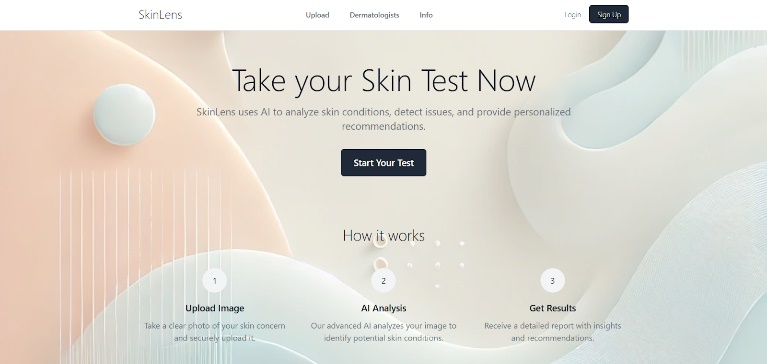 SkinLens
Upload Dermatologists Info
Login Sign Up
Take your Skin Test Now
SkinLens uses AI to analyze skin conditions, detect issues, and provide personalized
recommendations.
Start Your Test
How it works
1
Upload Image
Take a clear photo of your skin concern
and securely upload it.
2
AI Analysis
Our advanced AI analyzes your image to
identify potential skin conditions.
3
Get Results
Receive a detailed report with insights
and recommendations.